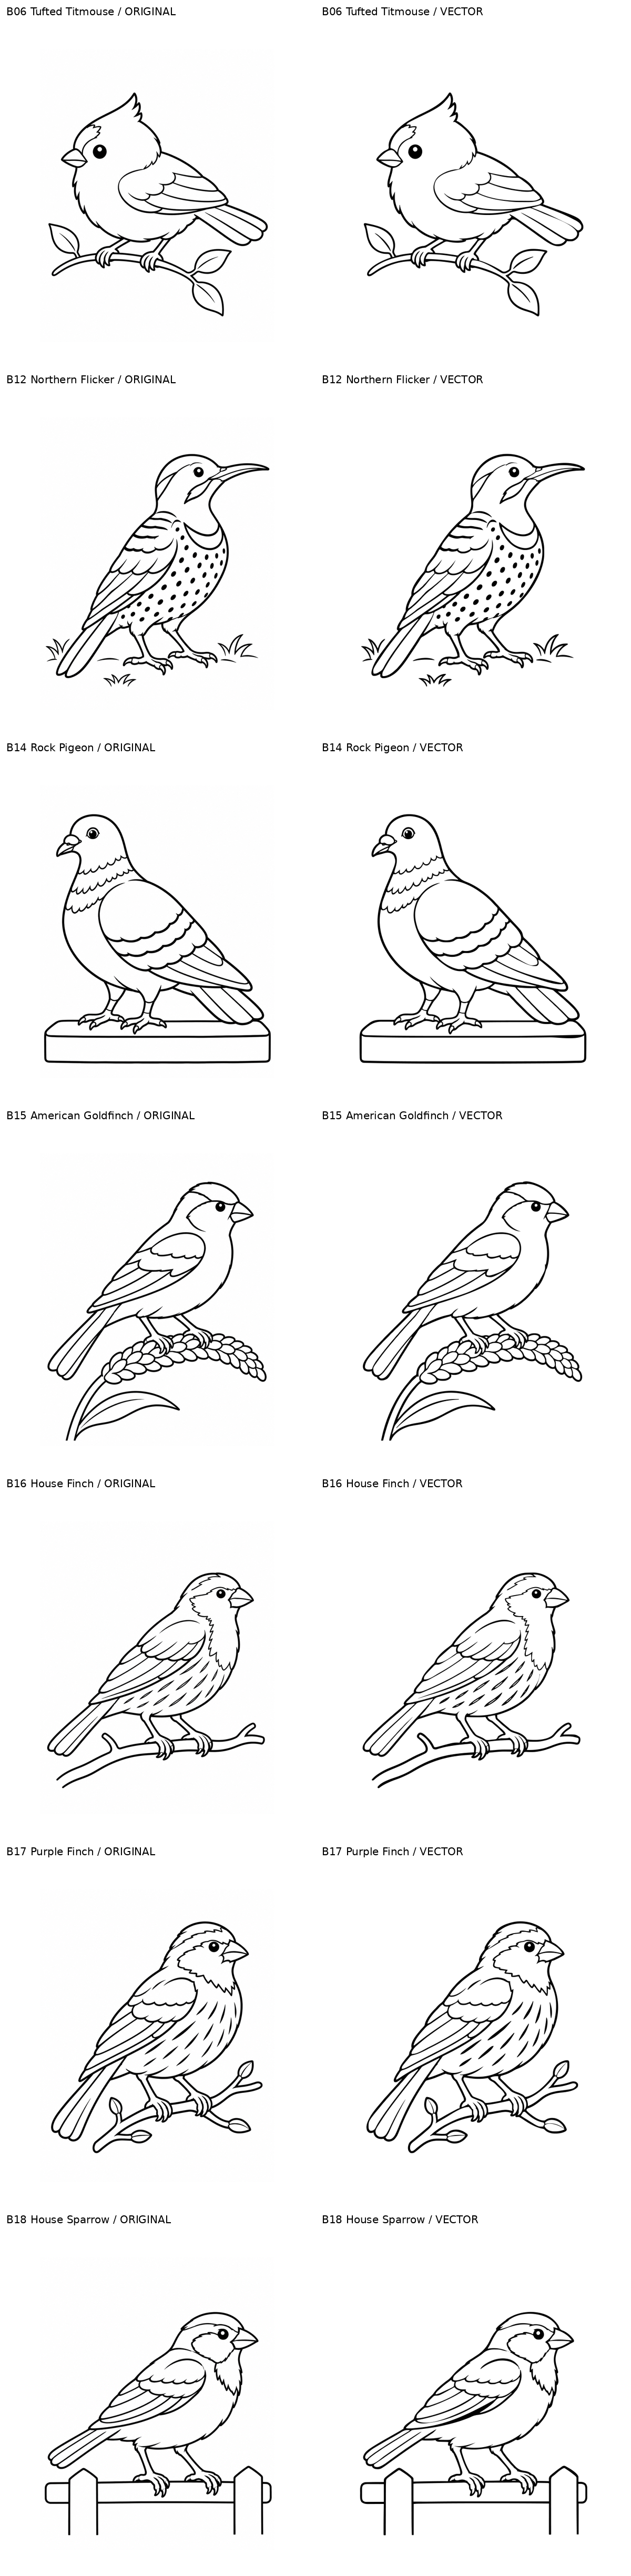 B06 Tufted Titmouse / ORIGINAL
B06 Tufted Titmouse / VECTOR
B12 Northern Flicker / ORIGINAL
B12 Northern Flicker / VECTOR
B14 Rock Pigeon / ORIGINAL
B14 Rock Pigeon / VECTOR
B15 American Goldfinch / ORIGINAL
B15 American Goldfinch / VECTOR
B16 House Finch / ORIGINAL
B16 House Finch / VECTOR
B17 Purple Finch / ORIGINAL
B17 Purple Finch / VECTOR
B18 House Sparrow / ORIGINAL
B18 House Sparrow / VECTOR